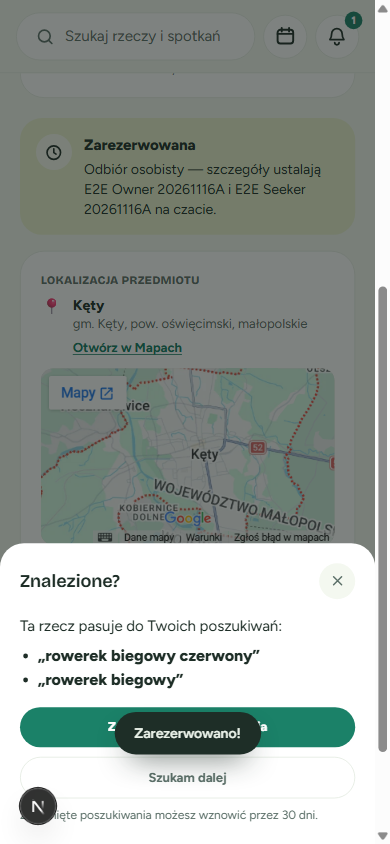 Szukaj rzeczy i spotkań
1
Zarezerwowana
Odbiór osobisty — szczegóły ustalają
E2E Owner 20261116A i E2E Seeker
20261116A na czacie.
LOKALIZACJA PRZEDMIOTU
Kęty
gm. Kęty, pow. oświęcimski, małopolskie
Otwórz w Mapach
Mapy
52
Kęty
WOJEWÓDZTWO MAŁOPOLS
KOBIERNICE
DOLNE
Google
Dane mapy
Warunki
Zgłoś błąd w mapach
Znalezione?
Ta rzecz pasuje do Twoich poszukiwań:
• „rowerek biegowy czerwony”
• „rowerek biegowy”
Zarezerwowano!
Szukam dalej
N
poszukiwania możesz wznowić przez 30 dni.